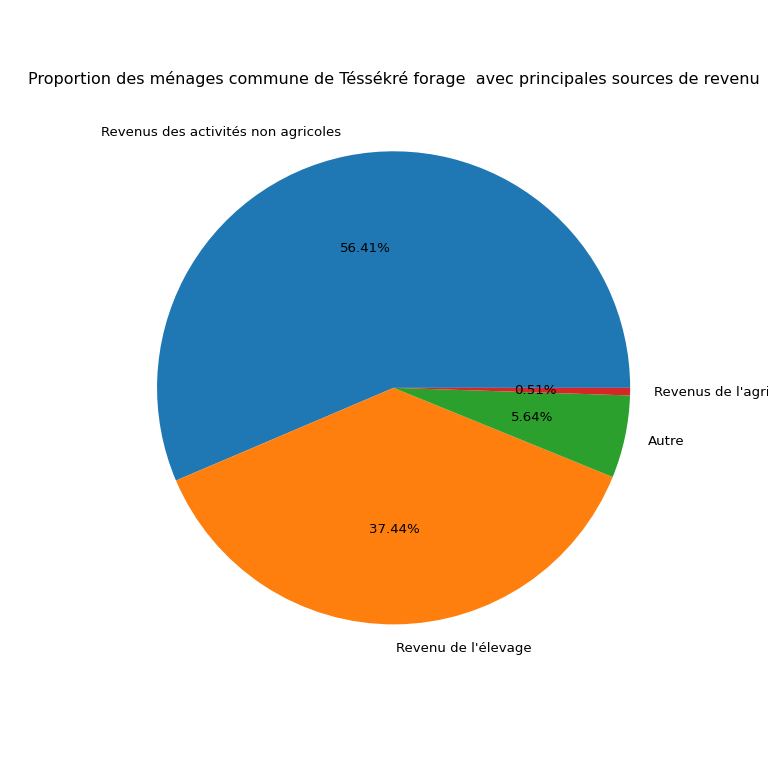 Proportion des ménages commune de Téssékré forage  avec principales sources de revenu
Revenus des activités non agricoles
56.41%
0.51%
Revenus de l'agri
5.64%
Autre
37.44%
Revenu de l'élevage